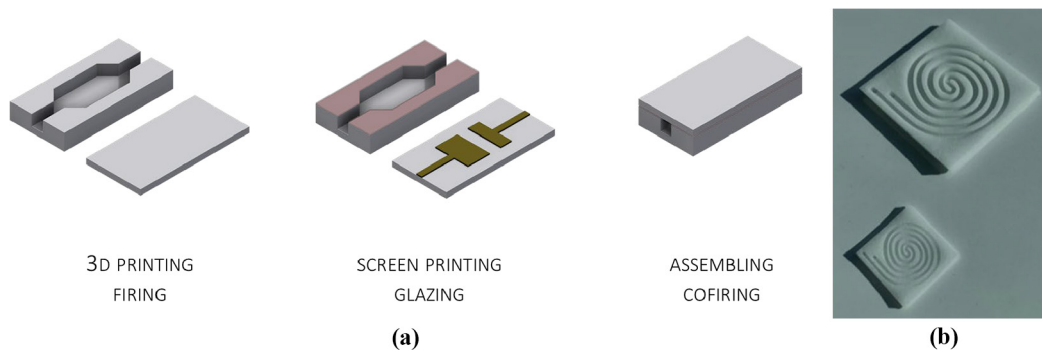 3D PRINTING
FIRING
SCREEN PRINTING
GLAZING
ASSEMBLING
COFIRING
(a)
(b)